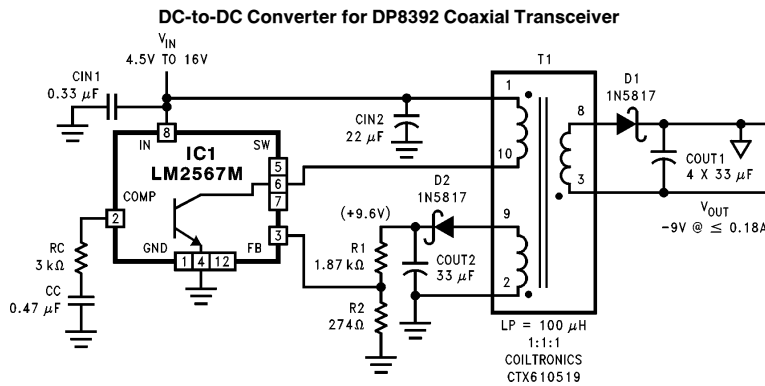 DC-to-DC Converter for DP8392 Coaxial Transceiver
VIN
4.5V TO 16V
T1
CIN1
0.33 μF
D1
1N5817
1
8
8
IN
SW
CIN2
22 μF
IC1
LM2567M
5
6
7
10
COUT1
4 X 33 μF
3
COMP
2
D2
1N5817
VOUT
-9V @ ≤ 0.18A
(+9.6V)
9
3
FB
RC
3 kΩ
GND
1 4 12
R1
1.87 kΩ
COUT2
33 μF
CC
0.47 μF
2
R2
274Ω
LP = 100 μH
1:1:1
COILTRONICS
CTX610519